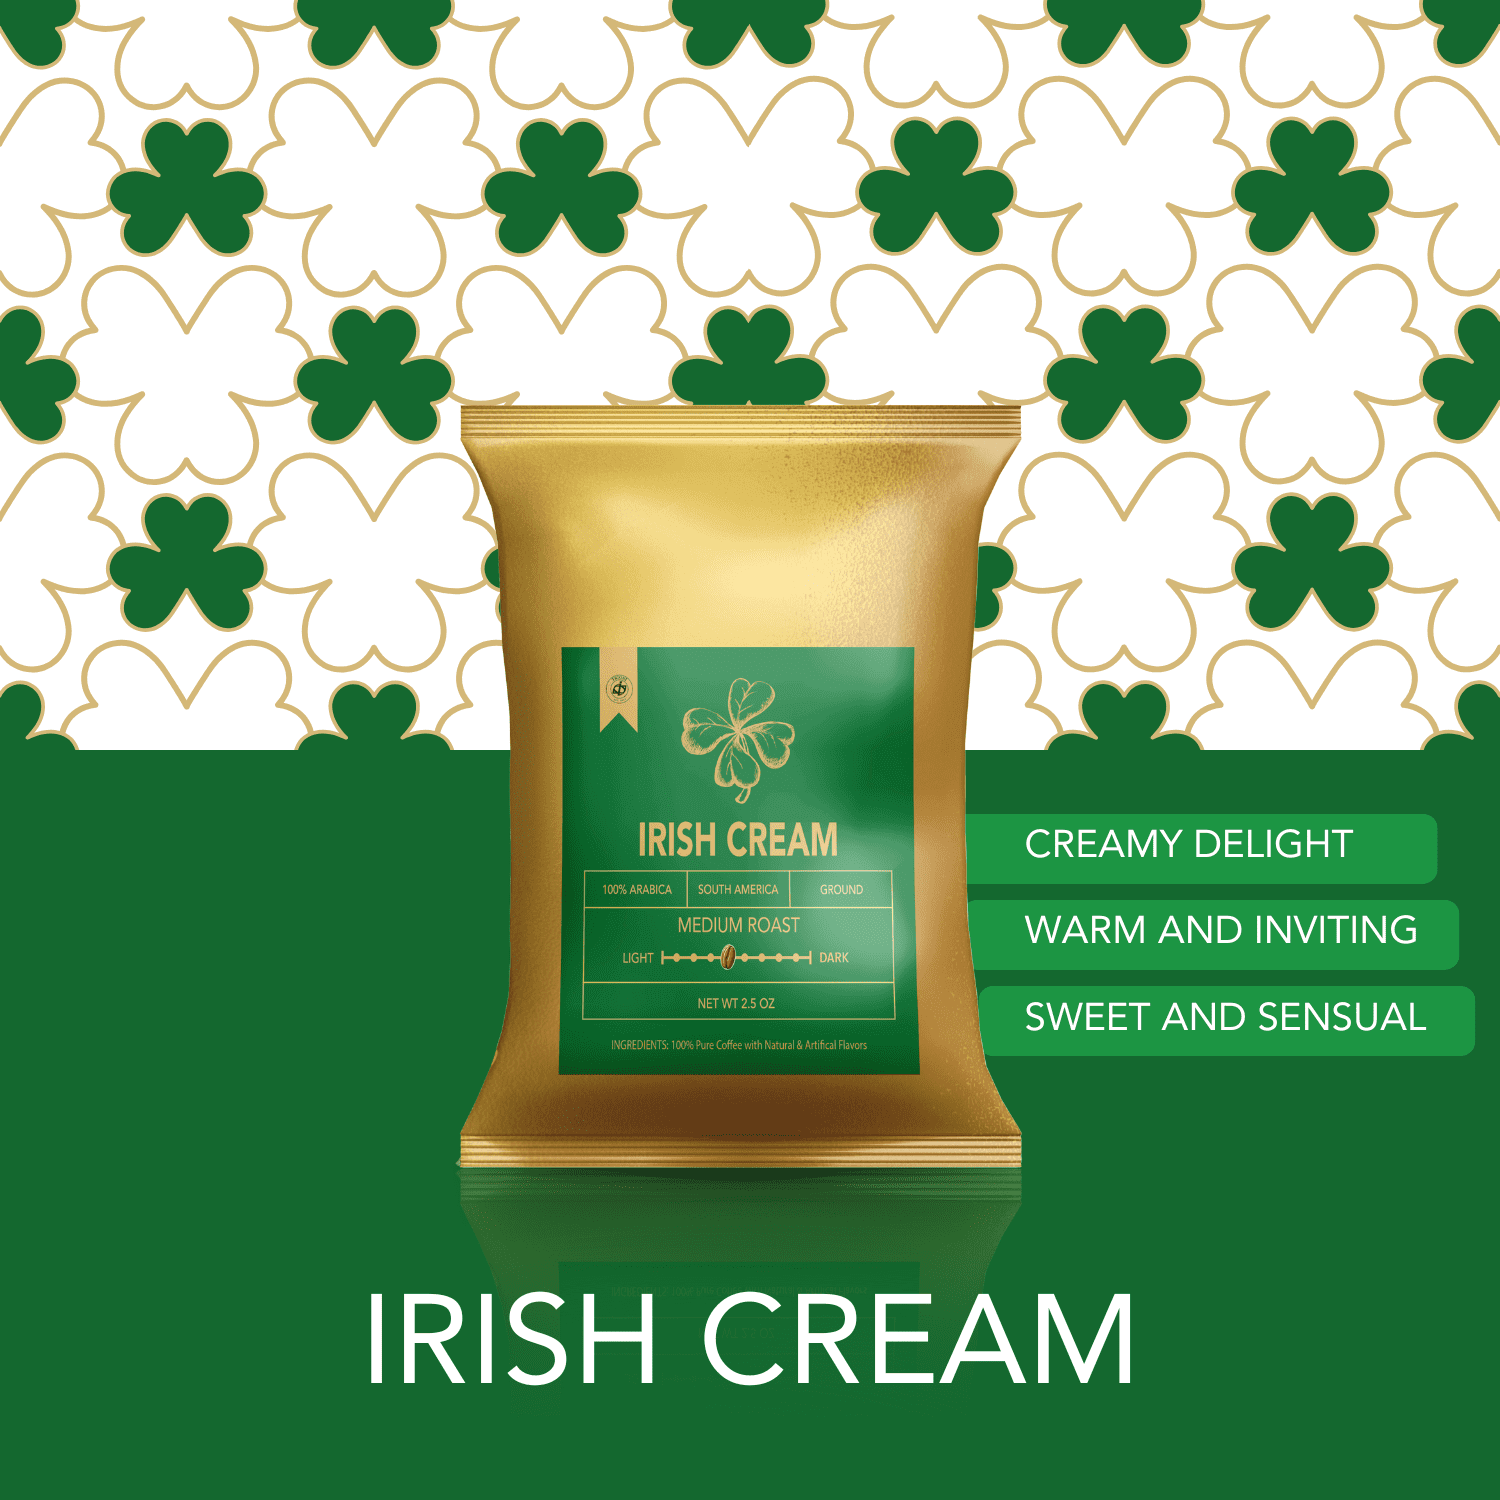 IRISH CREAM
100% ARABICA
SOUTH AMERICA
GROUND
MEDIUM ROAST
LIGHT
DARK
NET WT 2.5 OZ
INGREDIENTS: 100% Pure Coffee with Natural & Artifical Flavors
CREAMY DELIGHT
WARM AND INVITING
SWEET AND SENSUAL
IRISH CREAM